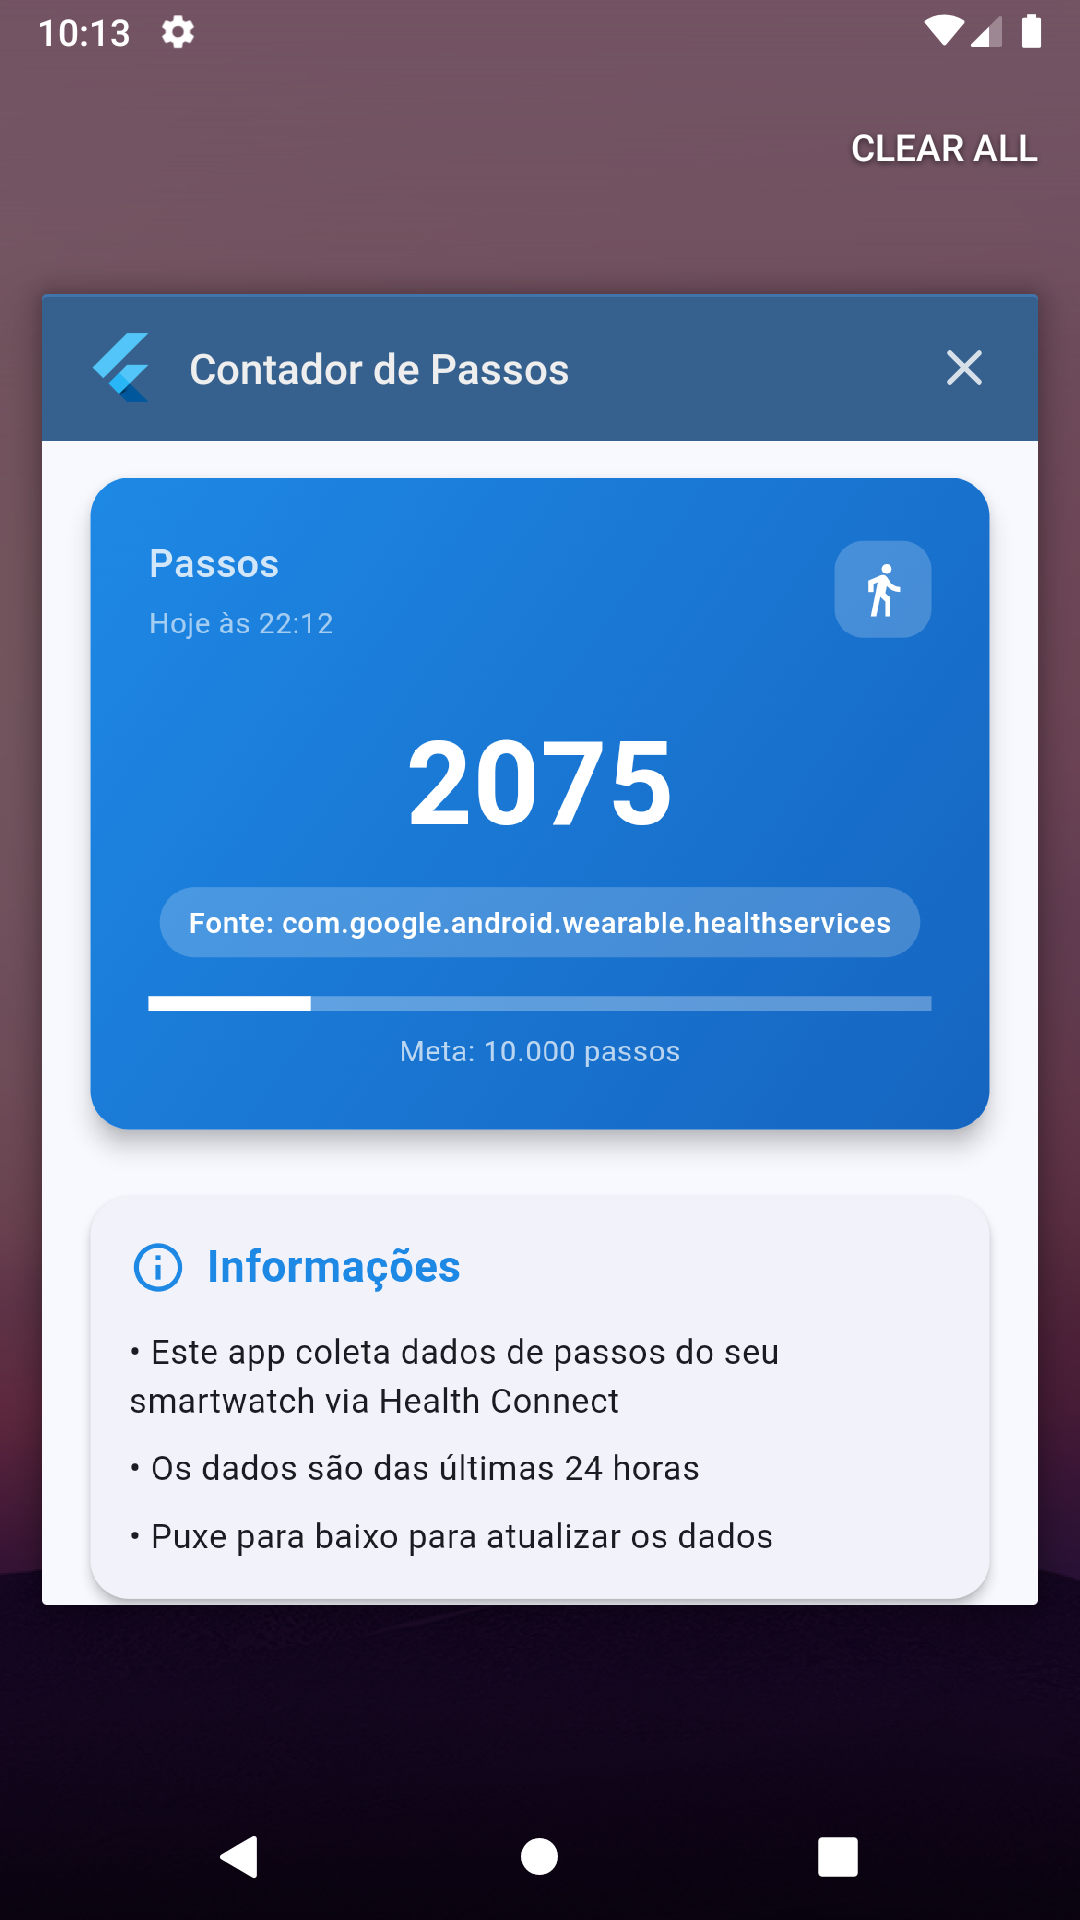 10:13
CLEAR ALL
Contador de Passos
Passos
Hoje às 22:12
2075
Fonte: com.google.android.wearable.healthservices
Meta: 10.000 passos
Informações
• Este app coleta dados de passos do seu
smartwatch via Health Connect
• Os dados são das últimas 24 horas
• Puxe para baixo para atualizar os dados